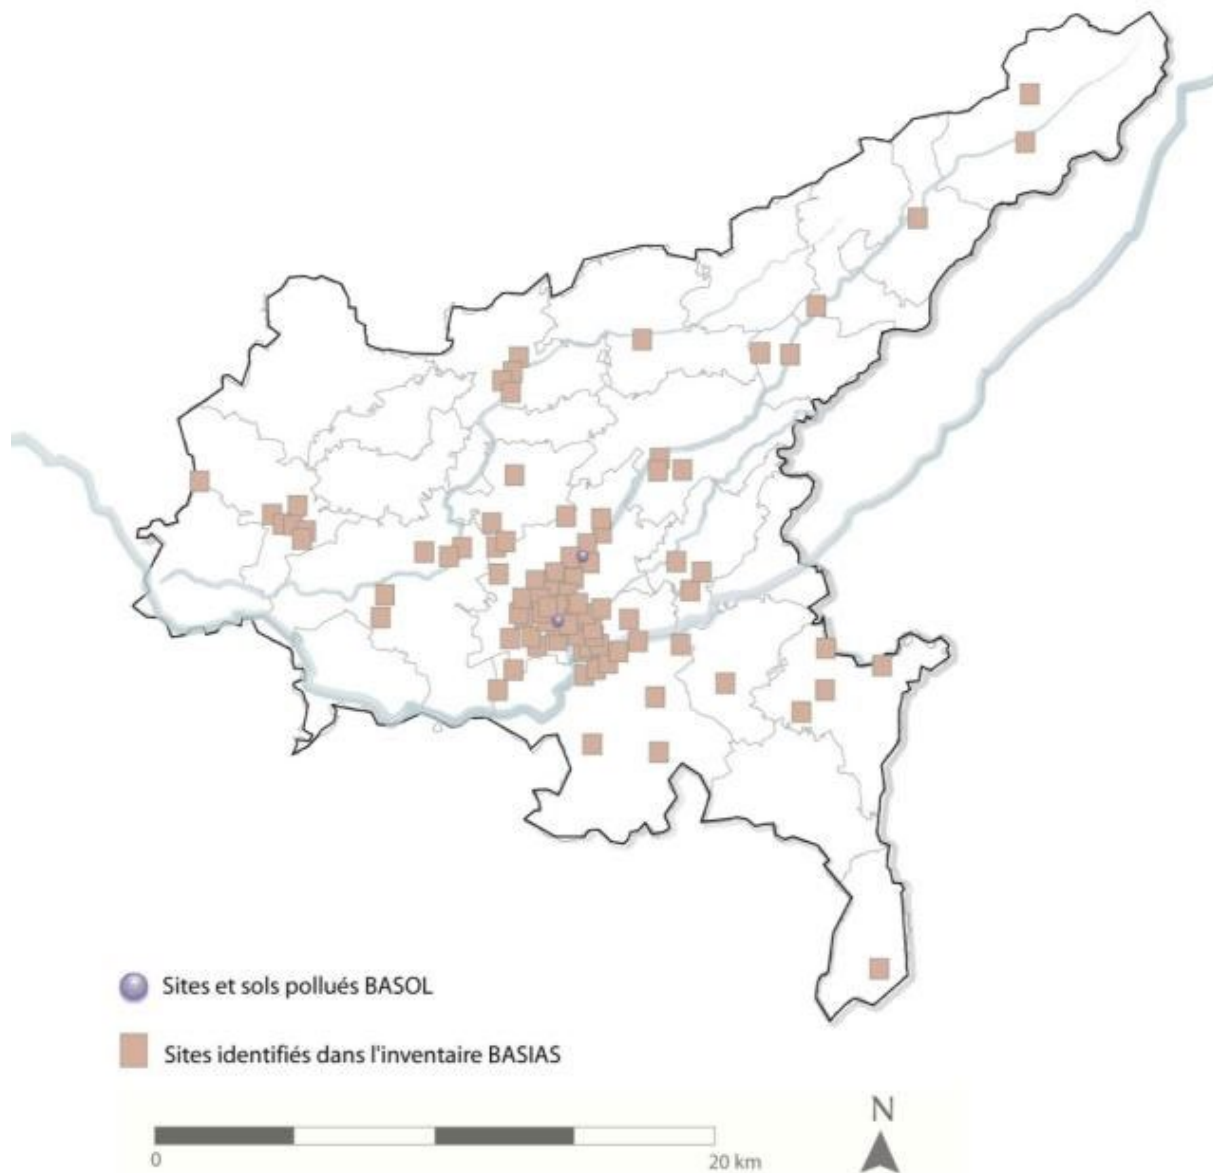 Sites et sols pollués BASOL
Sites identifiés dans l'inventaire BASIAS
N
0
20 km